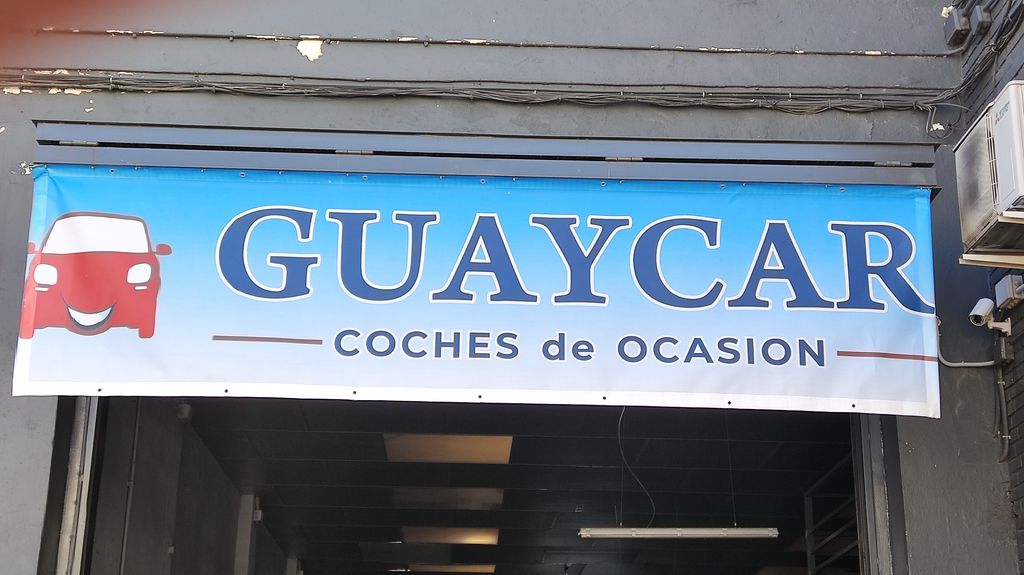 GUAYCAR
COCHES de OCASION